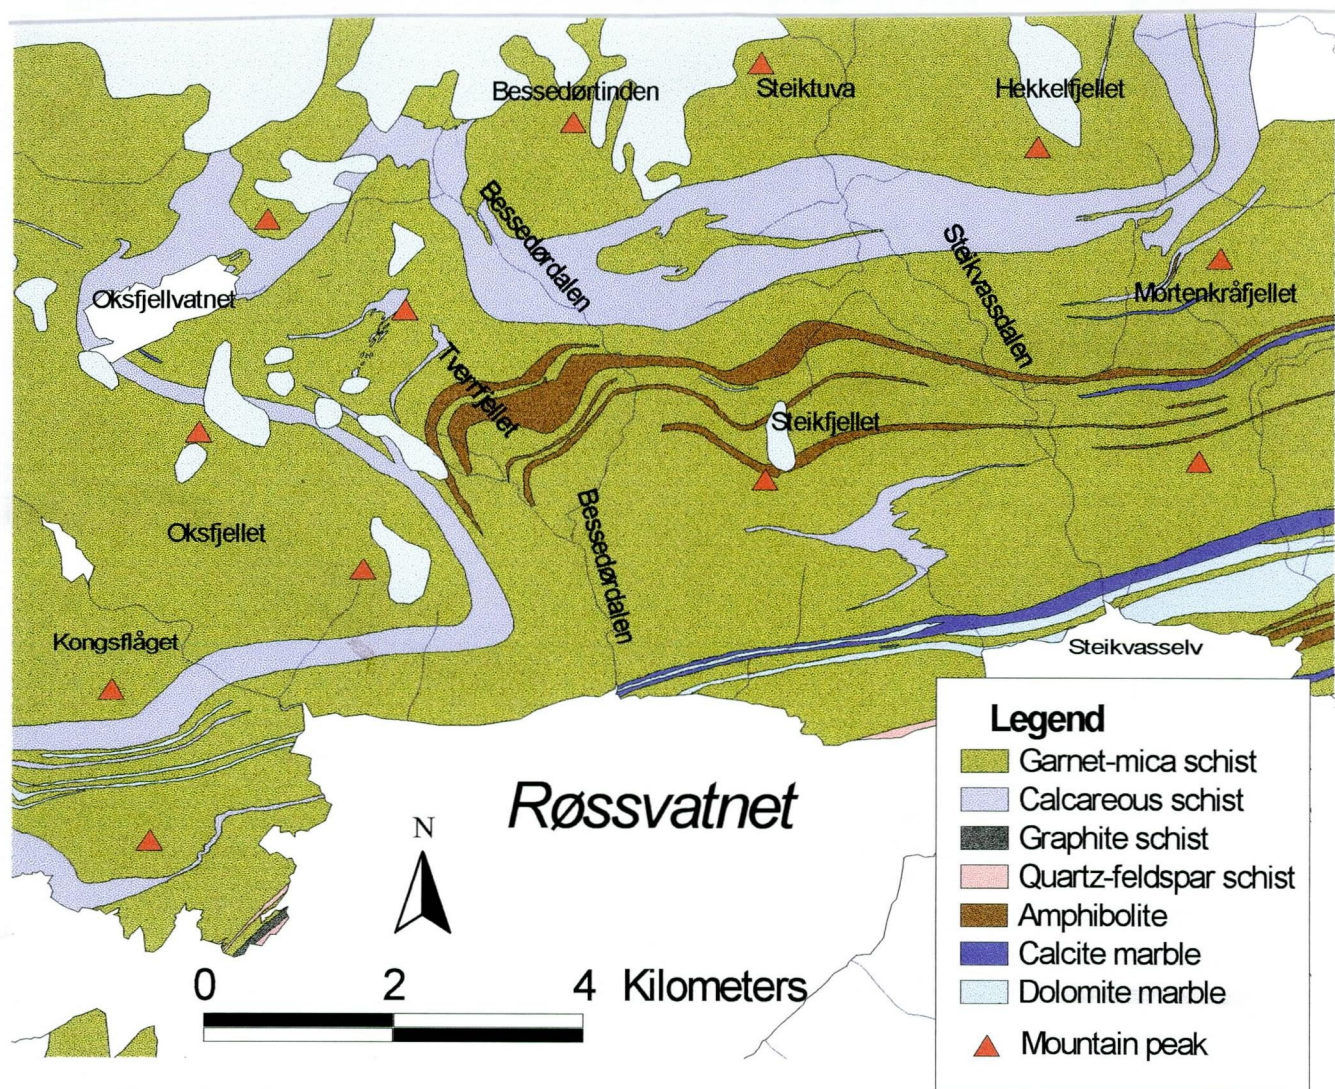 Bessedørtinden
Steiktuva
Hekkelfjellet
Bessedørdalen
Steikvassdalen
Oksfjellvatnet
Mortenkråfjellet
Tverrfjellet
Steikfjellet
Oksfjellet
Bessedørdalen
Kongsflåget
Steikvasselv
Røssvatnet
N
0 2 4 Kilometers
Legend
Garnet-mica schist
Calcareous schist
Graphite schist
Quartz-feldspar schist
Amphibolite
Calcite marble
Dolomite marble
Mountain peak